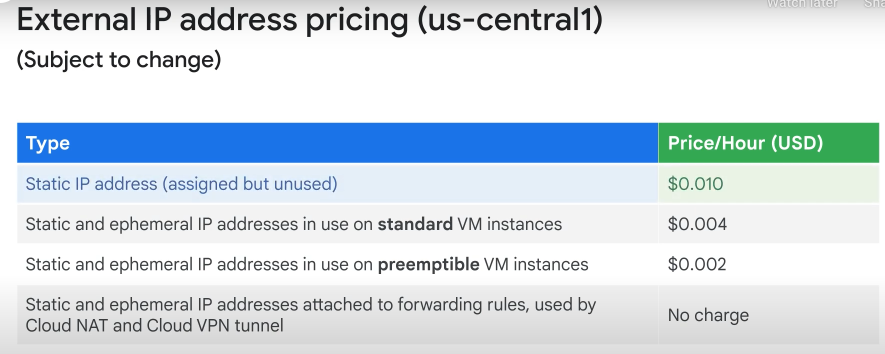 Watch later
External IP address pricing (us-central1)
(Subject to change)
Type Price/Hour (USD)
Static IP address (assigned but unused) $0.010
Static and ephemeral IP addresses in use on standard VM instances $0.004
Static and ephemeral IP addresses in use on preemptible VM instances $0.002
Static and ephemeral IP addresses attached to forwarding rules, used by
Cloud NAT and Cloud VPN tunnel No charge